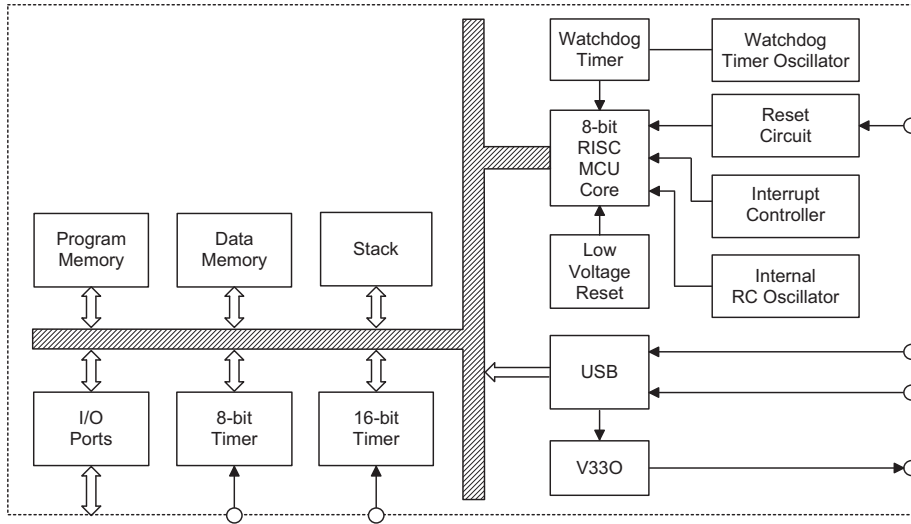 Watchdog
Timer
Watchdog
Timer Oscillator
8-bit
RISC
MCU
Core
Reset
Circuit
Interrupt
Controller
Program
Memory
Data
Memory
Stack
Low
Voltage
Reset
Internal
RC Oscillator
USB
I/O
Ports
8-bit
Timer
16-bit
Timer
V33O